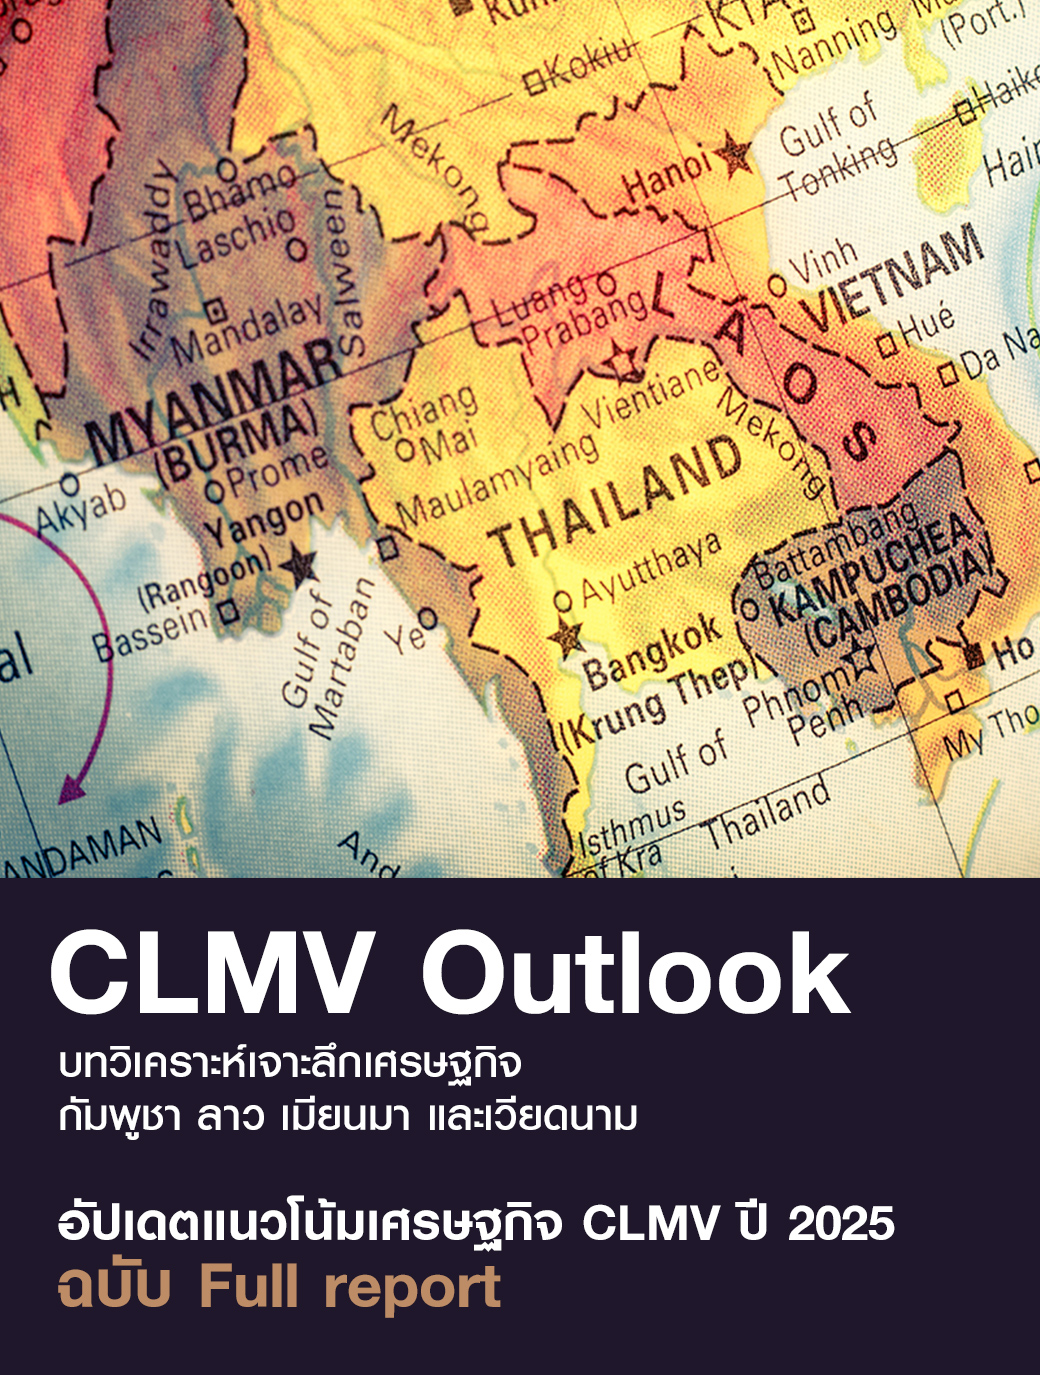 Kokiu
Nanning
(Port.)
Mekong
Gulf of
Tonking
Hanoi
Bhamo
Laschio
Irrawaddy
Salween
Mandalay
Luang
Prabang
Vinh
VIETNAM
LAOS
Hué
MYANMAR
(BURMA)
Chiang
Mai
Vientiane
Mekong
Prome
Akyab
Maulamyaing
THAILAND
Yangon
(Rangoon)
Bassein
Ayutthaya
Battambang
KAMPUCHEA
(CAMBODIA)
Gulf of
Martaban
Ye
Bangkok
(Krung Thep)
Phnom
Penh
Ho
My Tho
Gulf of
Thailand
Isthmus
of Kra
ANDAMAN
CLMV Outlook
บทวิเคราะห์เจาะลึกเศรษฐกิจ
กัมพูชา ลาว เมียนมา และเวียดนาม
อัปเดตแนวโน้มเศรษฐกิจ CLMV ปี 2025
ฉบับ Full report